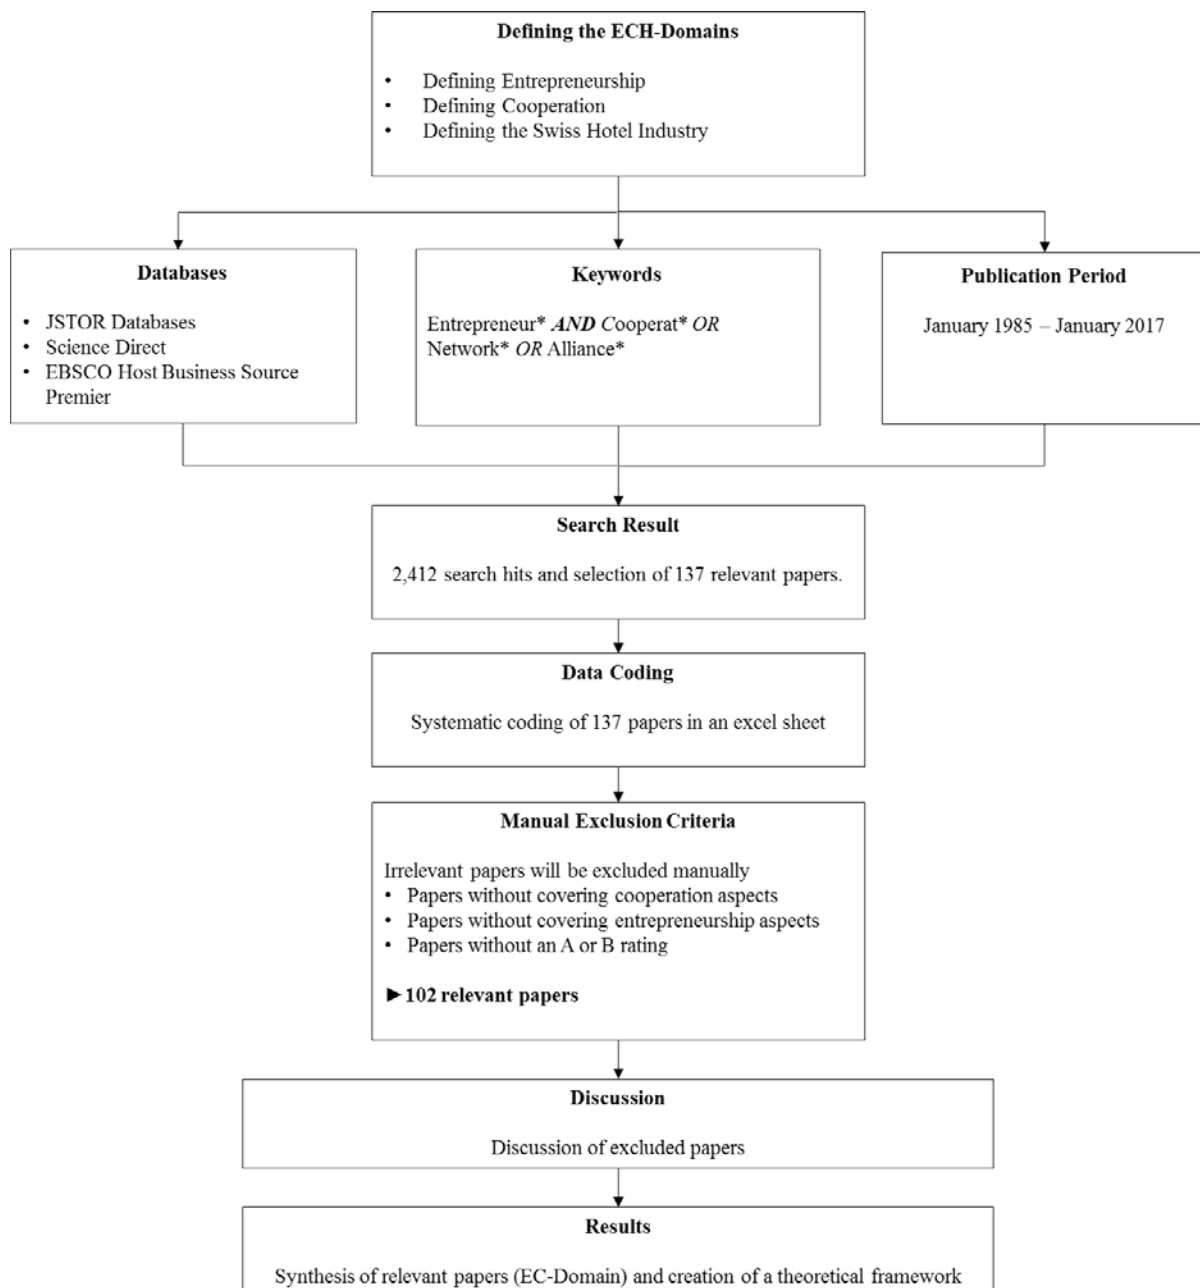 Defining the ECH-Domains
• Defining Entrepreneurship
• Defining Cooperation
• Defining the Swiss Hotel Industry
Databases
• JSTOR Databases
• Science Direct
• EBSCO Host Business Source
Premier
Keywords
Entrepreneur* AND Cooperat* OR
Network* OR Alliance*
Publication Period
January 1985 – January 2017
Search Result
2,412 search hits and selection of 137 relevant papers.
Data Coding
Systematic coding of 137 papers in an excel sheet
Manual Exclusion Criteria
Irrelevant papers will be excluded manually
• Papers without covering cooperation aspects
• Papers without covering entrepreneurship aspects
• Papers without an A or B rating
►102 relevant papers
Discussion
Discussion of excluded papers
Results
Synthesis of relevant papers (EC-Domain) and creation of a theoretical framework